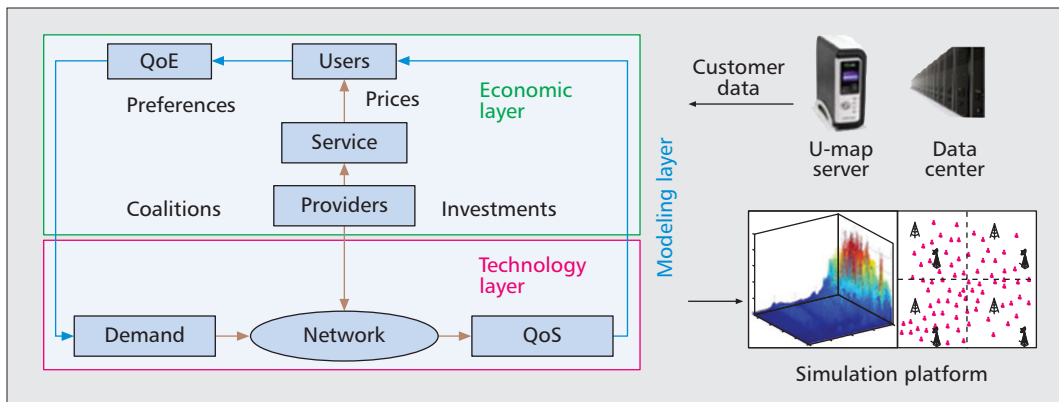 QoE
Users
Preferences
Prices
Economic
layer
Service
Coalitions
Providers
Investments
Technology
layer
Demand
Network
QoS
Modeling layer
Customer
data
U-map
server
Data
center
Simulation platform